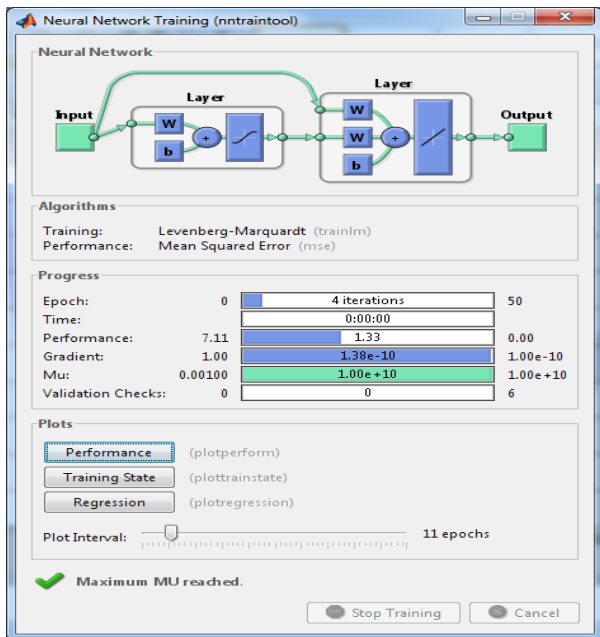 Neural Network Training (nntraintool)
Neural Network
Layer
Layer
Input
Output
W
b
+
W
W
b
+
Algorithms
Training: Levenberg-Marquardt (trainlm)
Performance: Mean Squared Error (mse)
Progress
Epoch: 0 4 iterations 50
Time: 0:00:00
Performance: 7.11 1.33 0.00
Gradient: 1.00 1.38e-10 1.00e-10
Mu: 0.00100 1.00e+10 1.00e+10
Validation Checks: 0 0 6
Plots
Performance (plotperform)
Training State (plottrainstate)
Regression (plotregression)
Plot Interval: 11 epochs
Maximum MU reached.
Stop Training Cancel